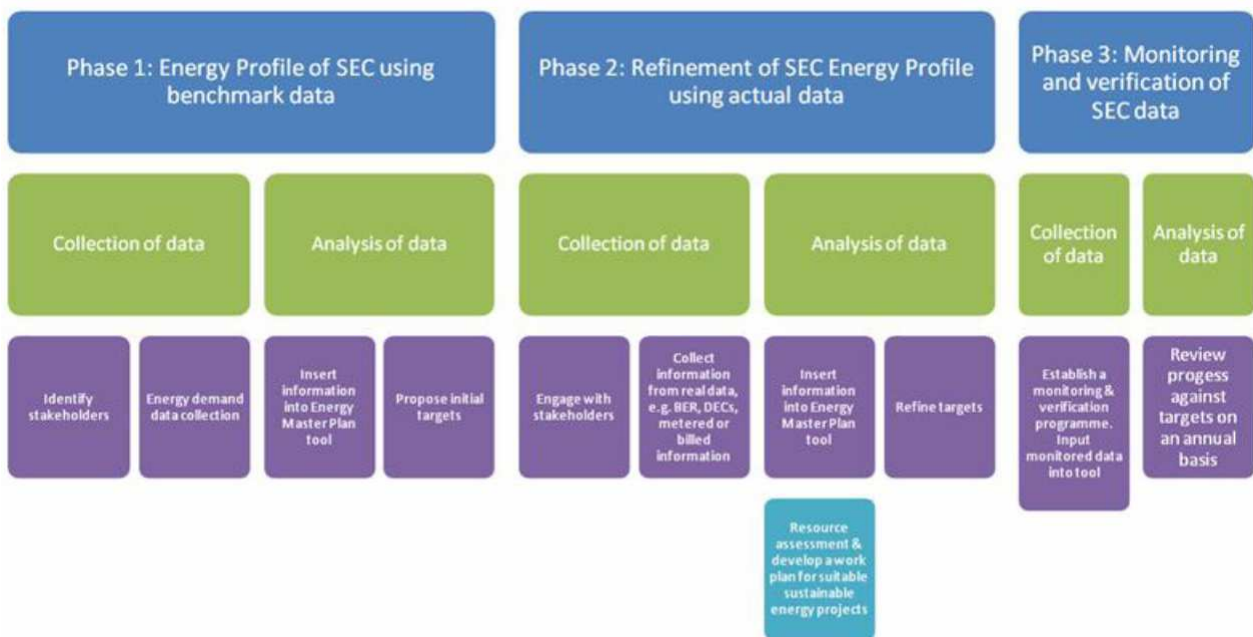 Phase 1: Energy Profile of SEC using
benchmark data
Phase 2: Refinement of SEC Energy Profile
using actual data
Phase 3: Monitoring
and verification of
SEC data
Collection of data
Analysis of data
Collection of data
Analysis of data
Collection
of data
Analysis of
data
Identify
stakeholders
Energy demand
data collection
Insert
information
into Energy
Master Plan
tool
Propose initial
targets
Engage with
stakeholders
Collect
information
from real data,
e.g. BER, DECs,
metered or
billed
information
Insert
information
into Energy
Master Plan
tool
Refine targets
Establish a
monitoring &
verification
programme.
Input
monitored data
into tool
Review
progess
against
targets on
an annual
basis
Resource
assessment &
develop a work
plan for suitable
sustainable
energy projects